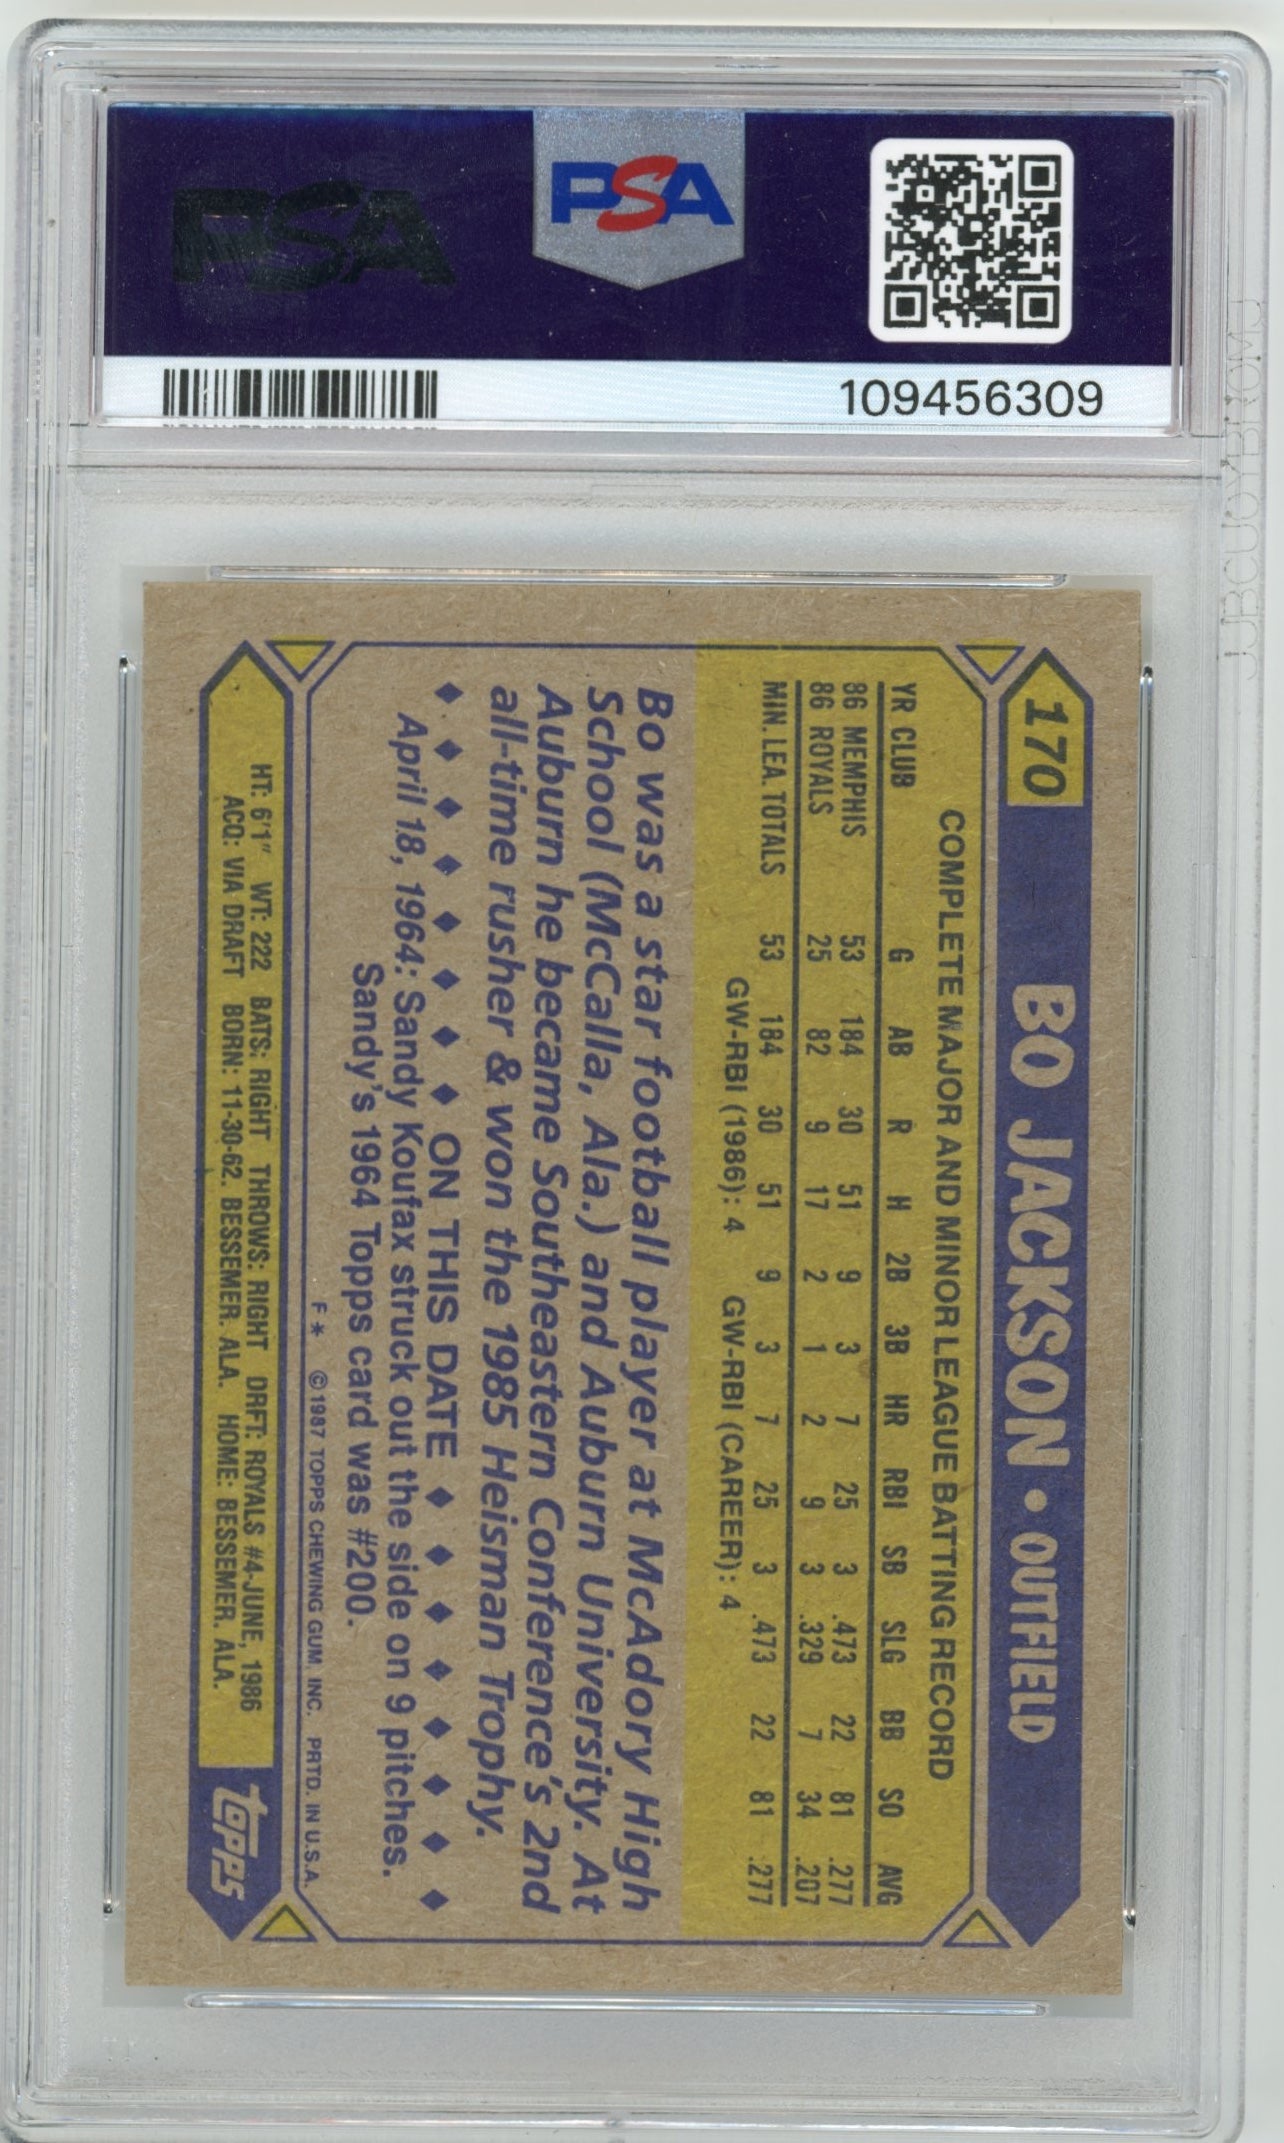 PSA
PSA
109456309
170 BO JACKSON • OUTFIELD
COMPLETE MAJOR AND MINOR LEAGUE BATTING RECORD
YR CLUB G AB R H 2B 3B HR RBI SB SLG BB SO AVG
86 MEMPHIS 53 184 30 51 9 3 7 25 3 .473 22 81 .277
86 ROYALS 25 82 9 17 2 1 2 9 3 .329 7 34 .207
MIN. LEA. TOTALS 53 184 30 51 9 3 7 25 3 .473 22 81 .277
GW-RBI (1986): 4 GW-RBI (CAREER): 4
Bo was a star football player at McAdory High
School (McCalla, Ala.) and Auburn University. At
Auburn he became Southeastern Conference's 2nd
all-time rusher & won the 1985 Heisman Trophy.
◆ ◆ ◆ ◆ ◆ ◆ ◆ ◆ ON THIS DATE ◆ ◆ ◆ ◆ ◆ ◆ ◆ ◆
April 18, 1964: Sandy Koufax struck out the side on 9 pitches.
Sandy's 1964 Topps card was #200.
F* © 1987 TOPPS CHEWING GUM, INC. PRTD. IN U.S.A.
HT: 6'1" WT: 222 BATS: RIGHT THROWS: RIGHT DRFT: ROYALS #4-JUNE, 1986
ACQ: VIA DRAFT BORN: 11-30-62, BESSEMER, ALA. HOME: BESSEMER, ALA.
topps